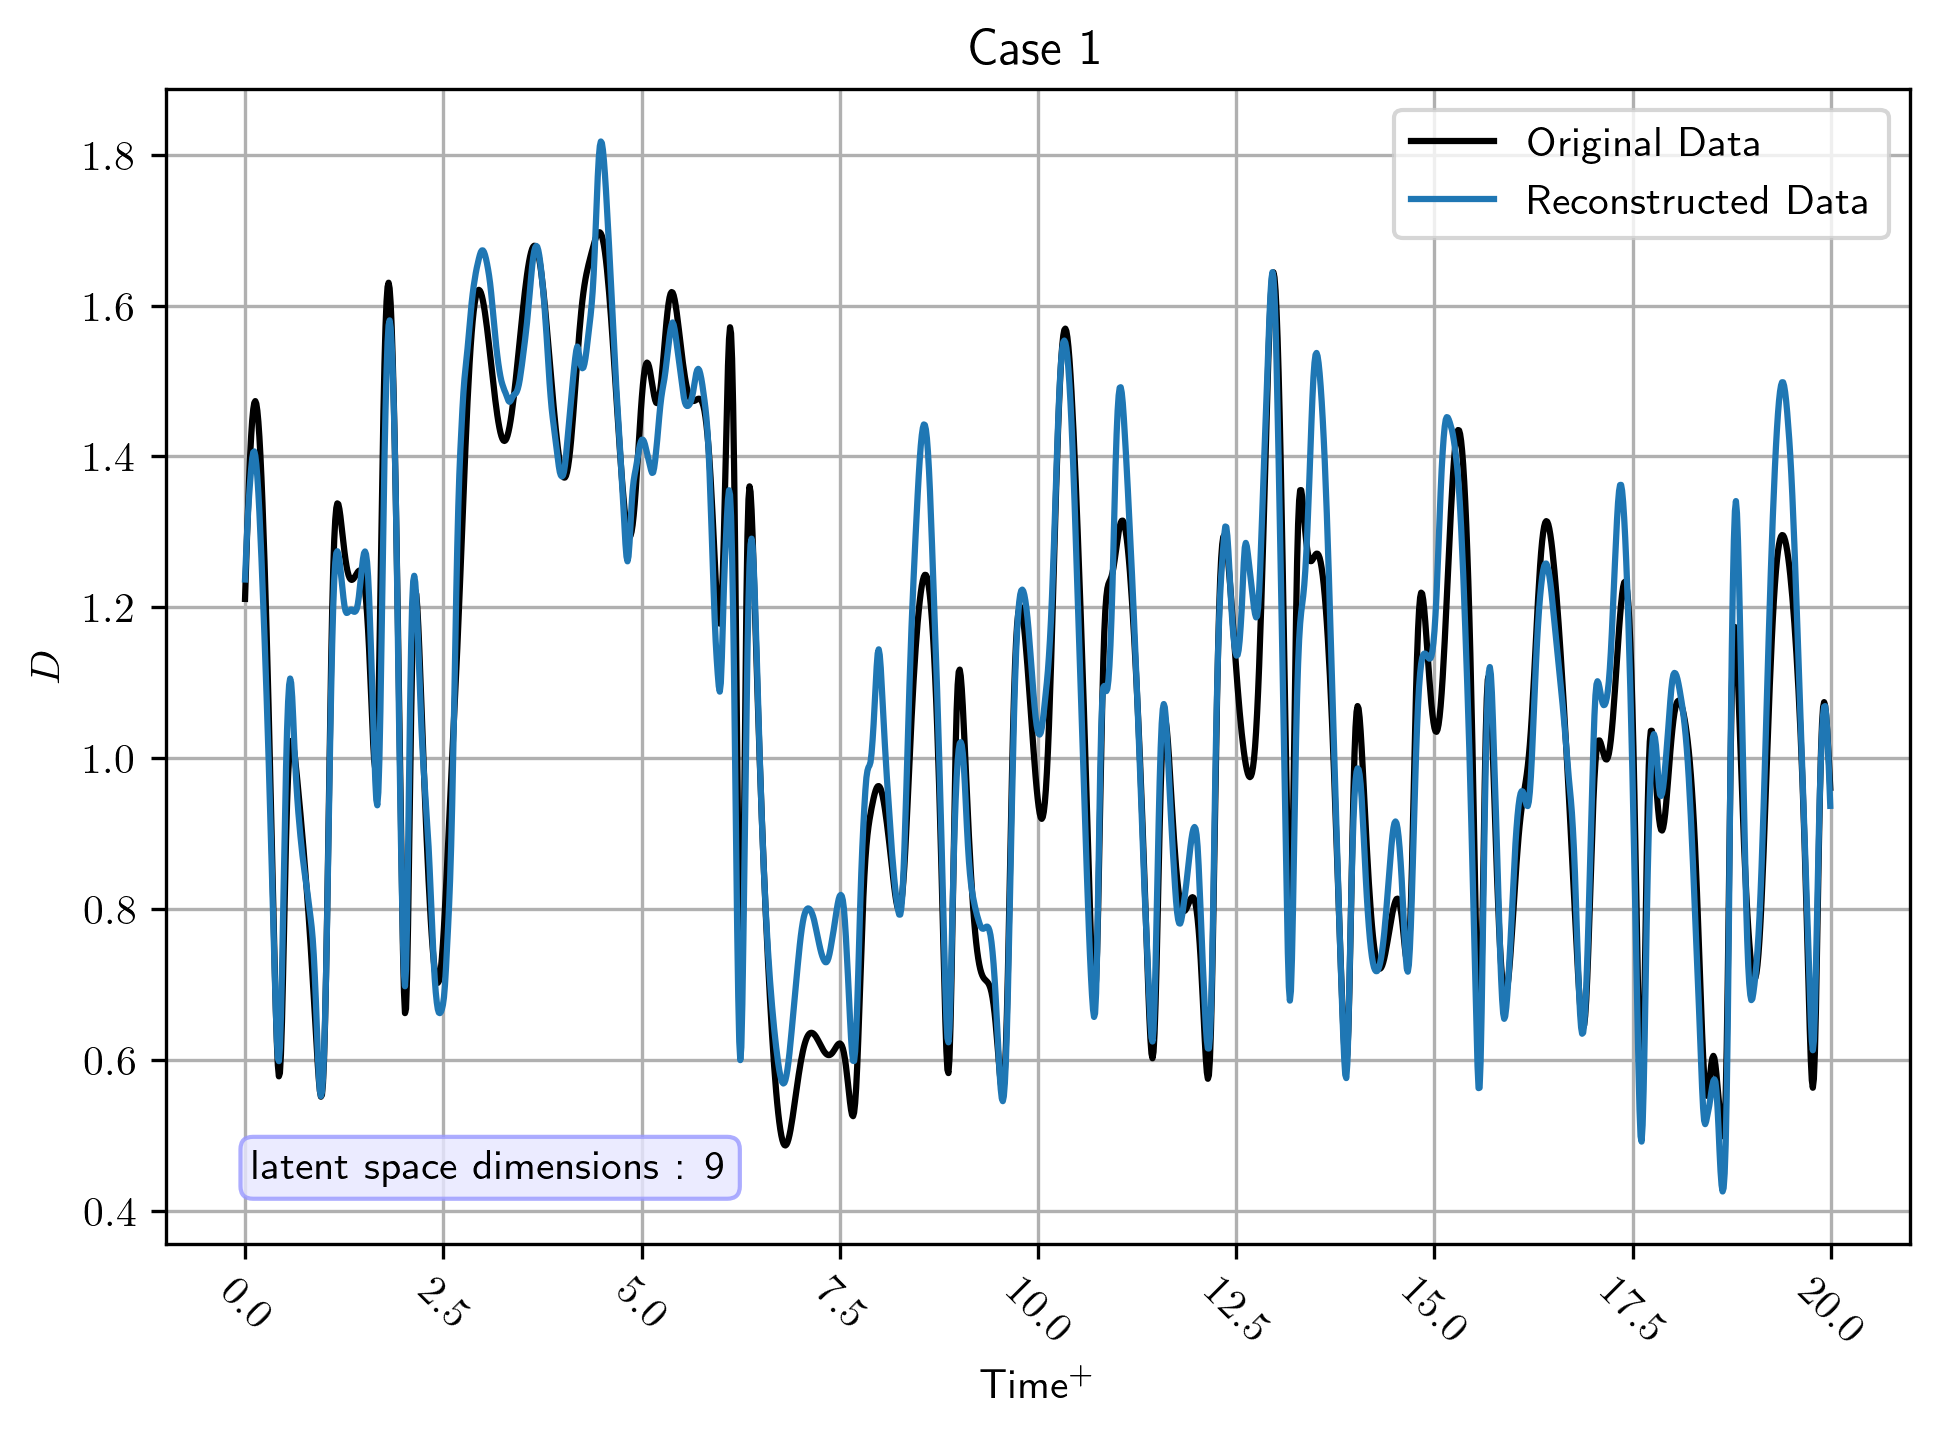 Case 1
Original Data
Reconstructed Data
1.8
1.6
1.4
1.2
1.0
0.8
0.6
0.4
D
latent space dimensions : 9
0.0 2.5 5.0 7.5 10.0 12.5 15.0 17.5 20.0
Time⁺